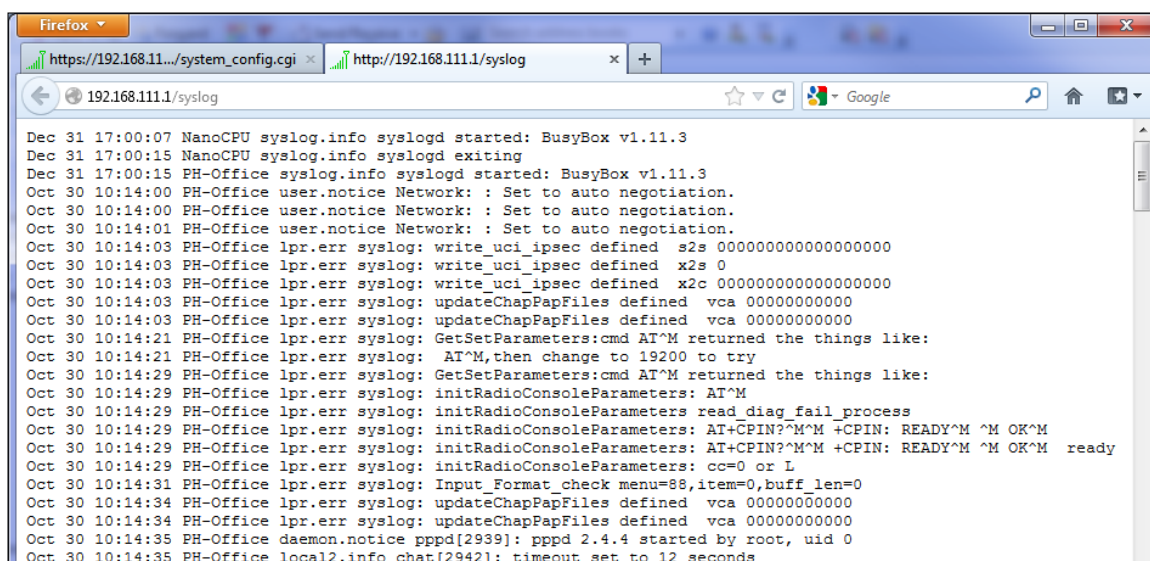 Firefox
https://192.168.11.../system_config.cgi × http://192.168.111.1/syslog × +
192.168.111.1/syslog Google
Dec 31 17:00:07 NanoCPU syslog.info syslogd started: BusyBox v1.11.3
Dec 31 17:00:15 NanoCPU syslog.info syslogd exiting
Dec 31 17:00:15 PH-Office syslog.info syslogd started: BusyBox v1.11.3
Oct 30 10:14:00 PH-Office user.notice Network: : Set to auto negotiation.
Oct 30 10:14:00 PH-Office user.notice Network: : Set to auto negotiation.
Oct 30 10:14:01 PH-Office user.notice Network: : Set to auto negotiation.
Oct 30 10:14:03 PH-Office lpr.err syslog: write_uci_ipsec defined  s2s 000000000000000000
Oct 30 10:14:03 PH-Office lpr.err syslog: write_uci_ipsec defined  x2s 0
Oct 30 10:14:03 PH-Office lpr.err syslog: write_uci_ipsec defined  x2c 000000000000000000
Oct 30 10:14:03 PH-Office lpr.err syslog: updateChapPapFiles defined  vca 00000000000
Oct 30 10:14:03 PH-Office lpr.err syslog: updateChapPapFiles defined  vca 00000000000
Oct 30 10:14:21 PH-Office lpr.err syslog: GetSetParameters:cmd AT^M returned the things like:
Oct 30 10:14:21 PH-Office lpr.err syslog:  AT^M,then change to 19200 to try
Oct 30 10:14:29 PH-Office lpr.err syslog: GetSetParameters:cmd AT^M returned the things like:
Oct 30 10:14:29 PH-Office lpr.err syslog: initRadioConsoleParameters: AT^M
Oct 30 10:14:29 PH-Office lpr.err syslog: initRadioConsoleParameters read_diag_fail_process
Oct 30 10:14:29 PH-Office lpr.err syslog: initRadioConsoleParameters: AT+CPIN?^M^M +CPIN: READY^M ^M OK^M
Oct 30 10:14:29 PH-Office lpr.err syslog: initRadioConsoleParameters: AT+CPIN?^M^M +CPIN: READY^M ^M OK^M  ready
Oct 30 10:14:29 PH-Office lpr.err syslog: initRadioConsoleParameters: cc=0 or L
Oct 30 10:14:31 PH-Office lpr.err syslog: Input_Format_check menu=88,item=0,buff_len=0
Oct 30 10:14:34 PH-Office lpr.err syslog: updateChapPapFiles defined  vca 00000000000
Oct 30 10:14:34 PH-Office lpr.err syslog: updateChapPapFiles defined  vca 00000000000
Oct 30 10:14:35 PH-Office daemon.notice pppd[2939]: pppd 2.4.4 started by root, uid 0
Oct 30 10:14:35 PH-Office local2.info chat[2942]: timeout set to 12 seconds